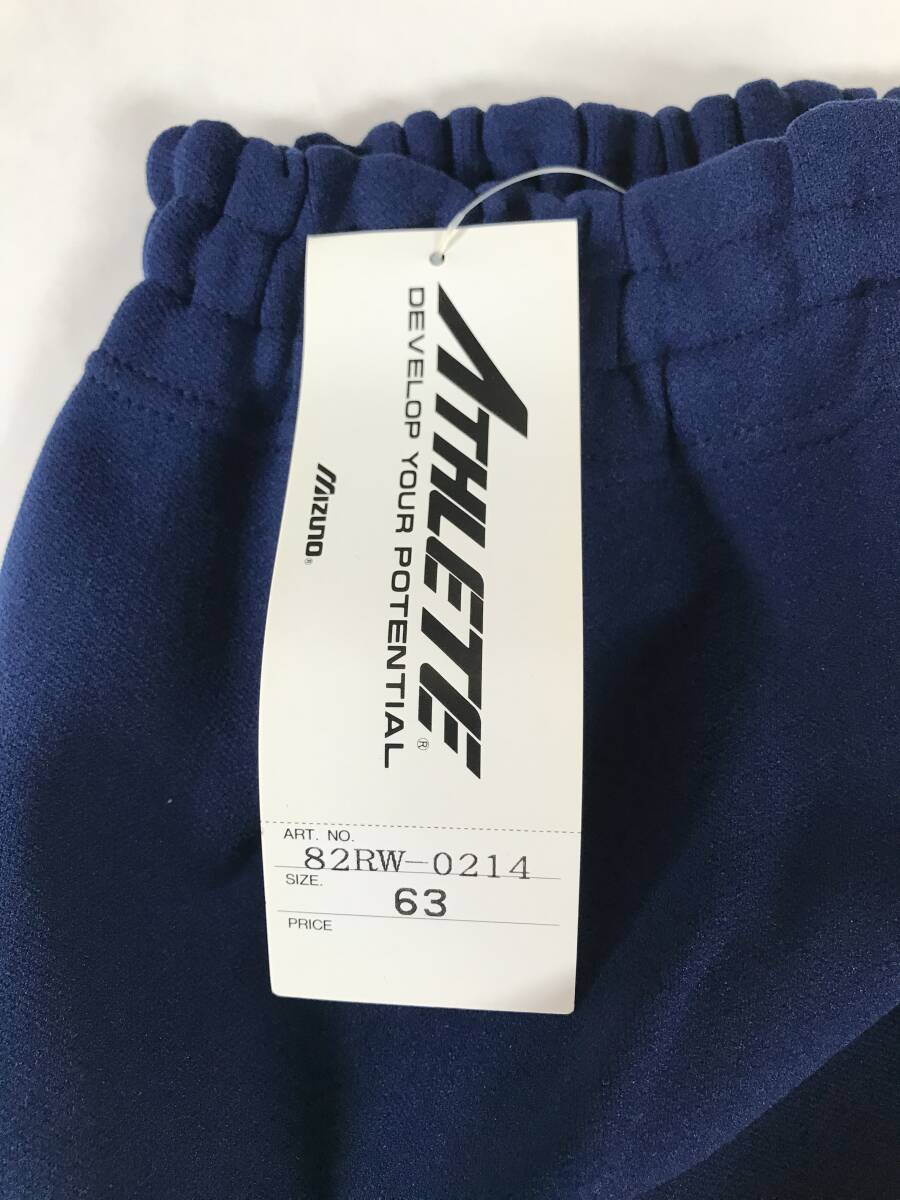 ATHLETE®
DEVELOP YOUR POTENTIAL
MIZUNO®
ART. NO.
82RW-0214
SIZE.
63
PRICE